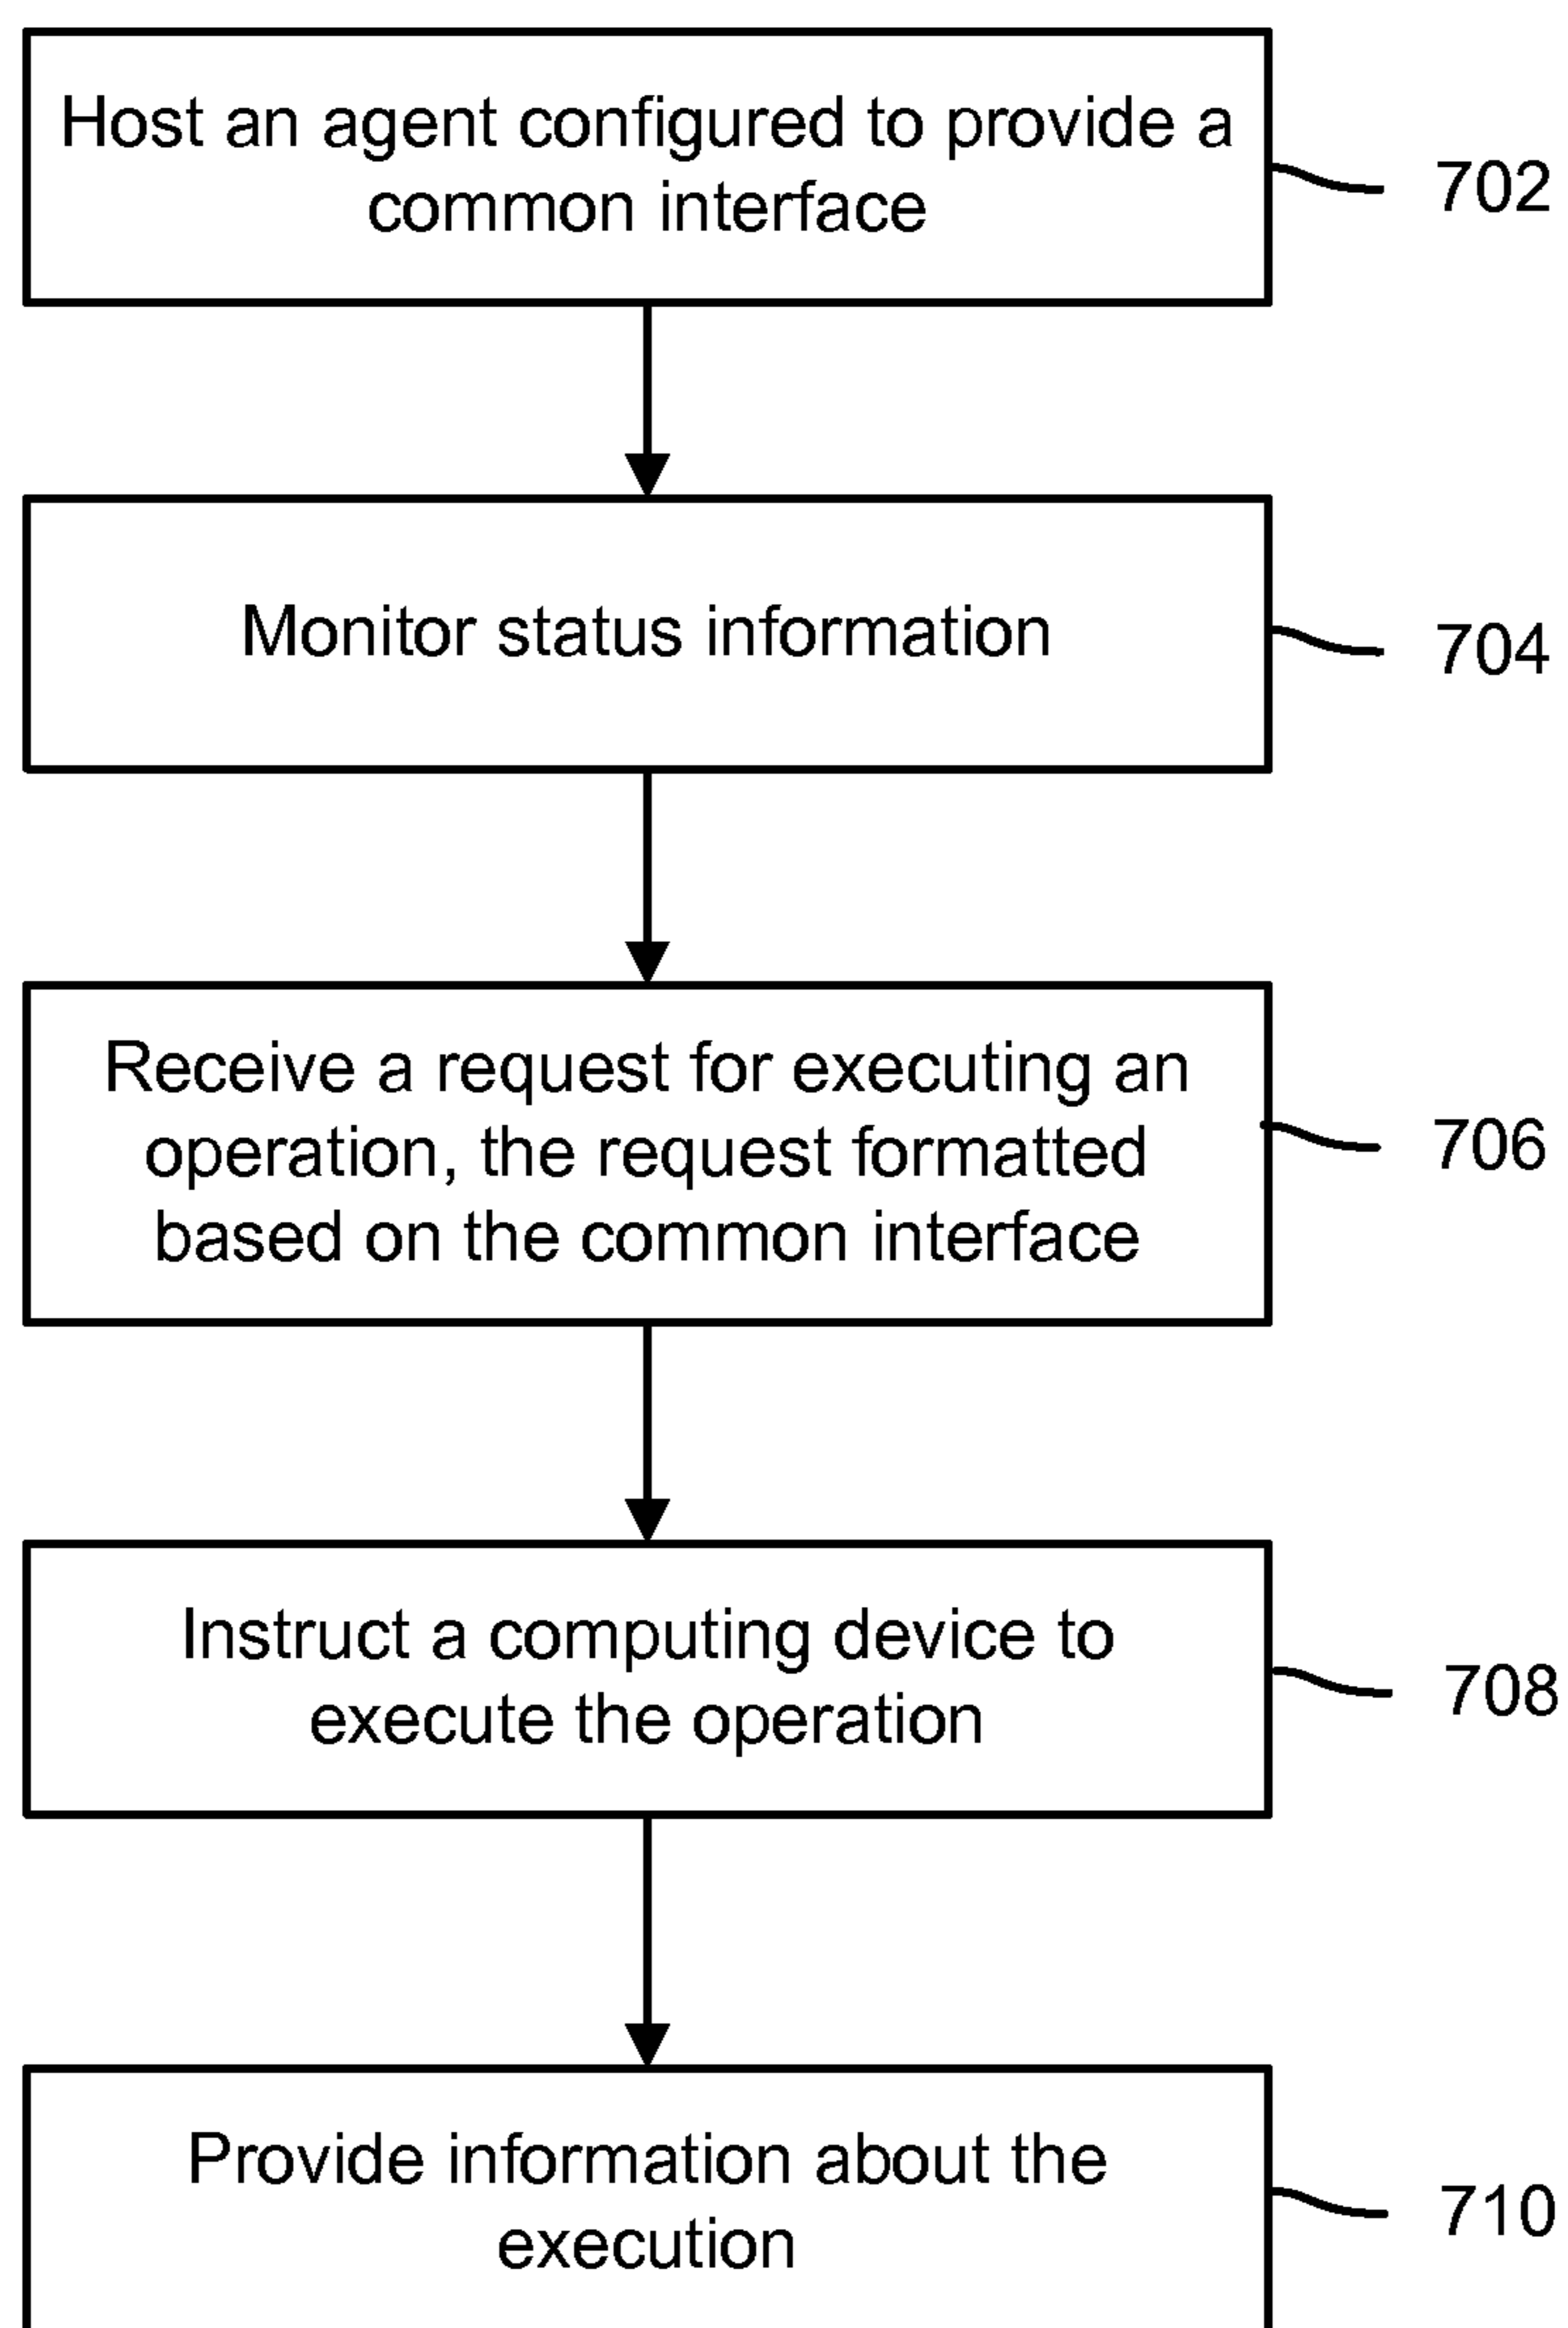 Host an agent configured to provide a
common interface
702
Monitor status information
704
Receive a request for executing an
operation, the request formatted
based on the common interface
706
Instruct a computing device to
execute the operation
708
Provide information about the
execution
710